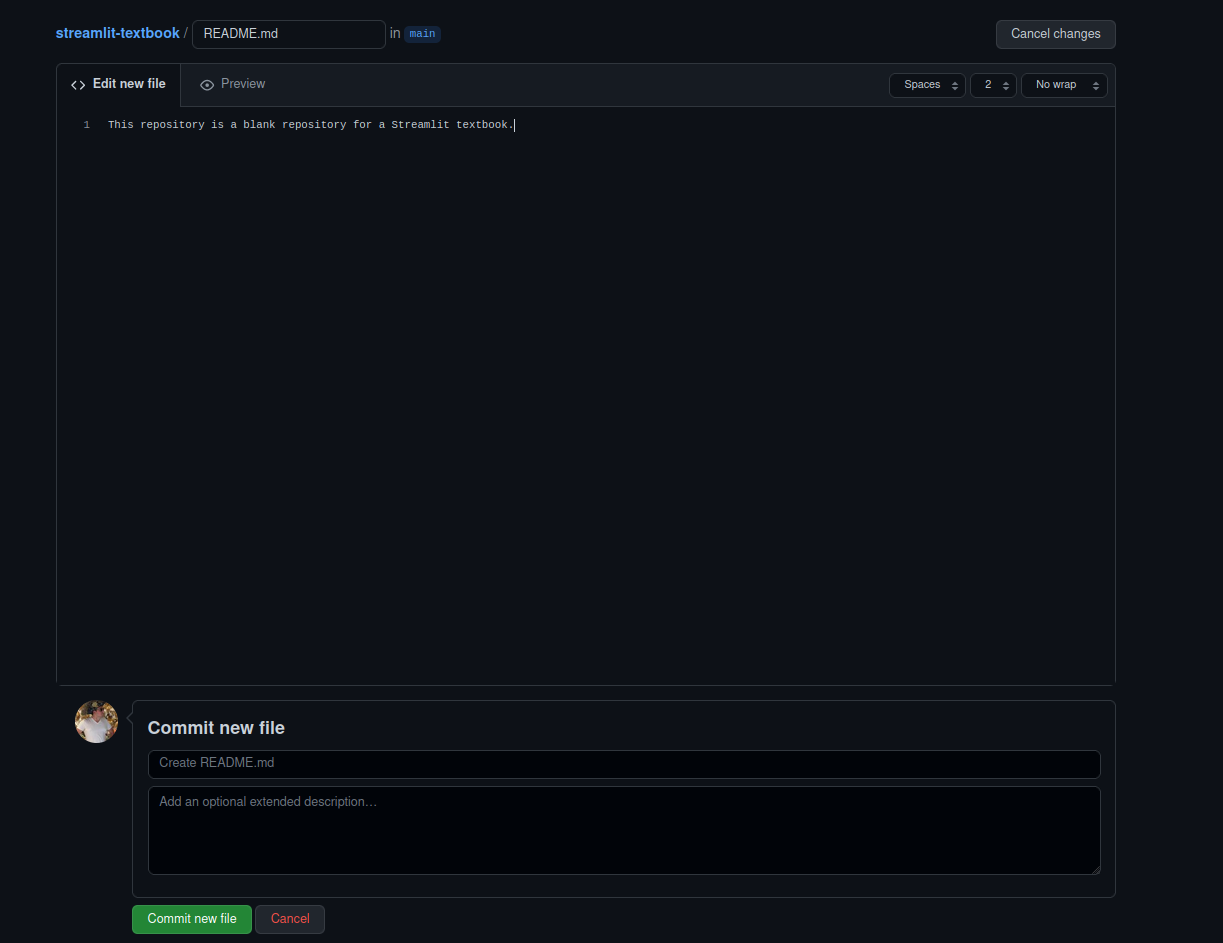 streamlit-textbook / README.md in main Cancel changes
<> Edit new file Preview Spaces 2 No wrap
1 This repository is a blank repository for a Streamlit textbook.
Commit new file
Create README.md
Add an optional extended description…
Commit new file Cancel